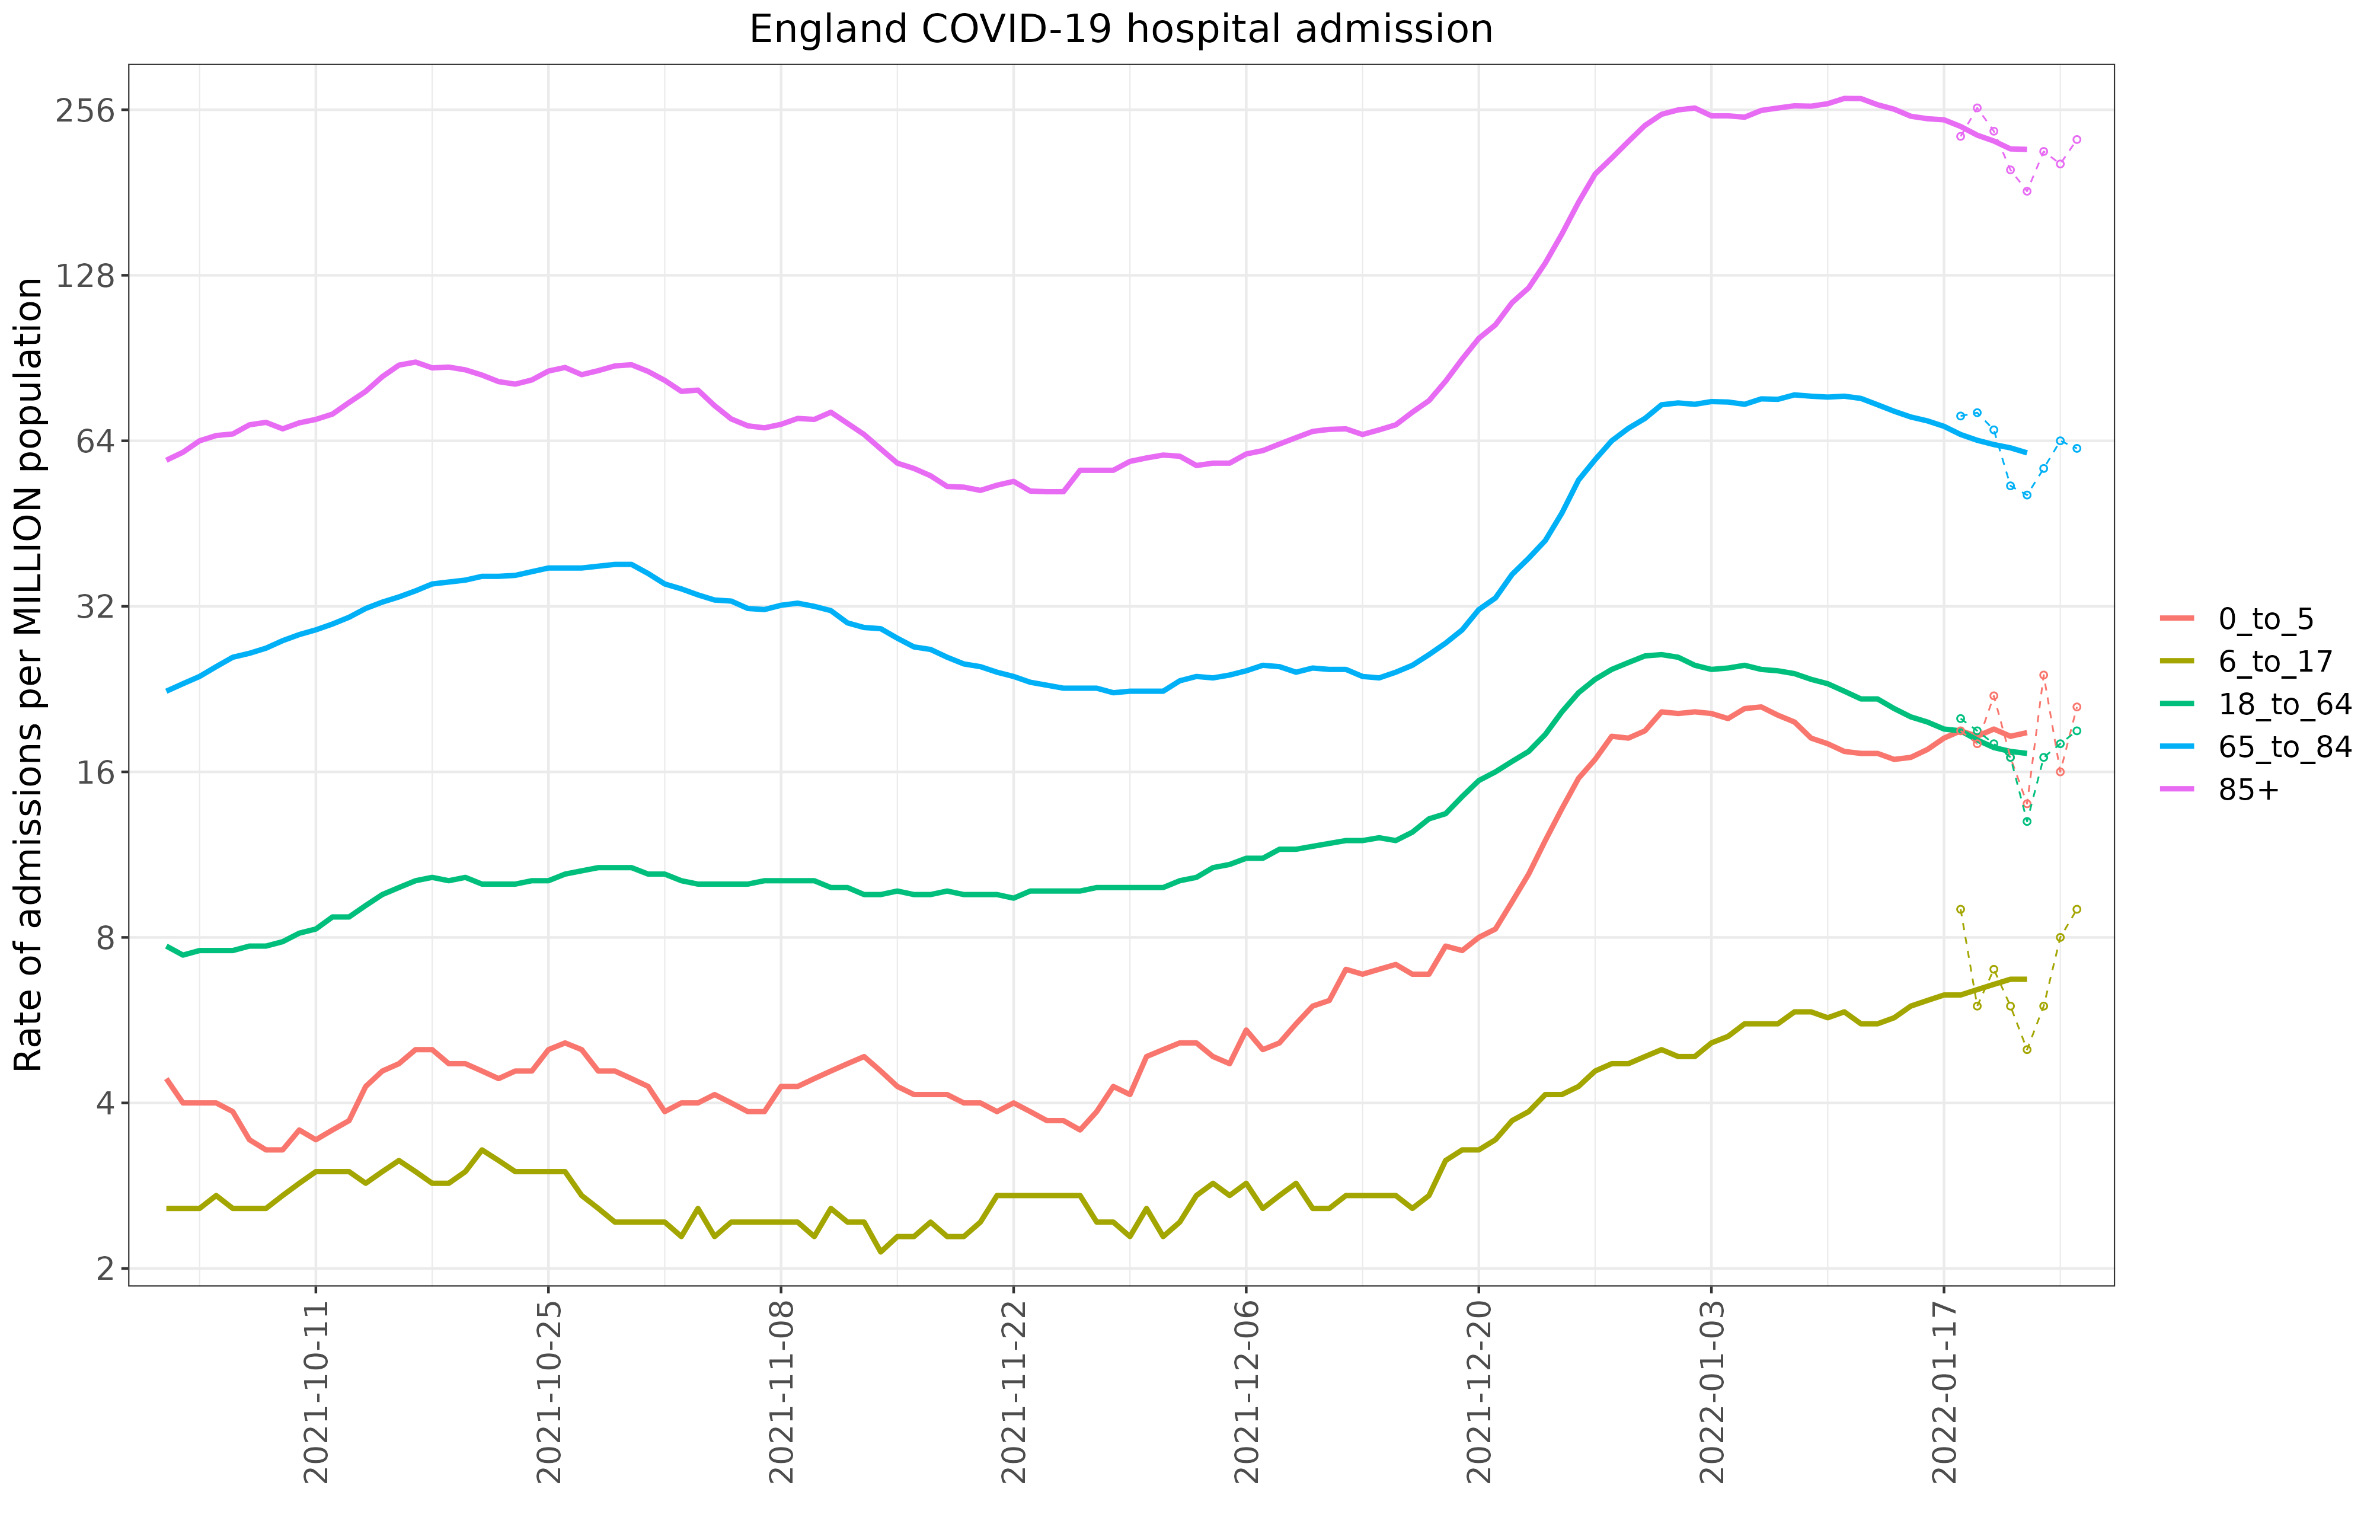 England COVID-19 hospital admission
Rate of admissions per MILLION population
256
128
64
32
16
8
4
2
2021-10-11
2021-10-25
2021-11-08
2021-11-22
2021-12-06
2021-12-20
2022-01-03
2022-01-17
0_to_5
6_to_17
18_to_64
65_to_84
85+